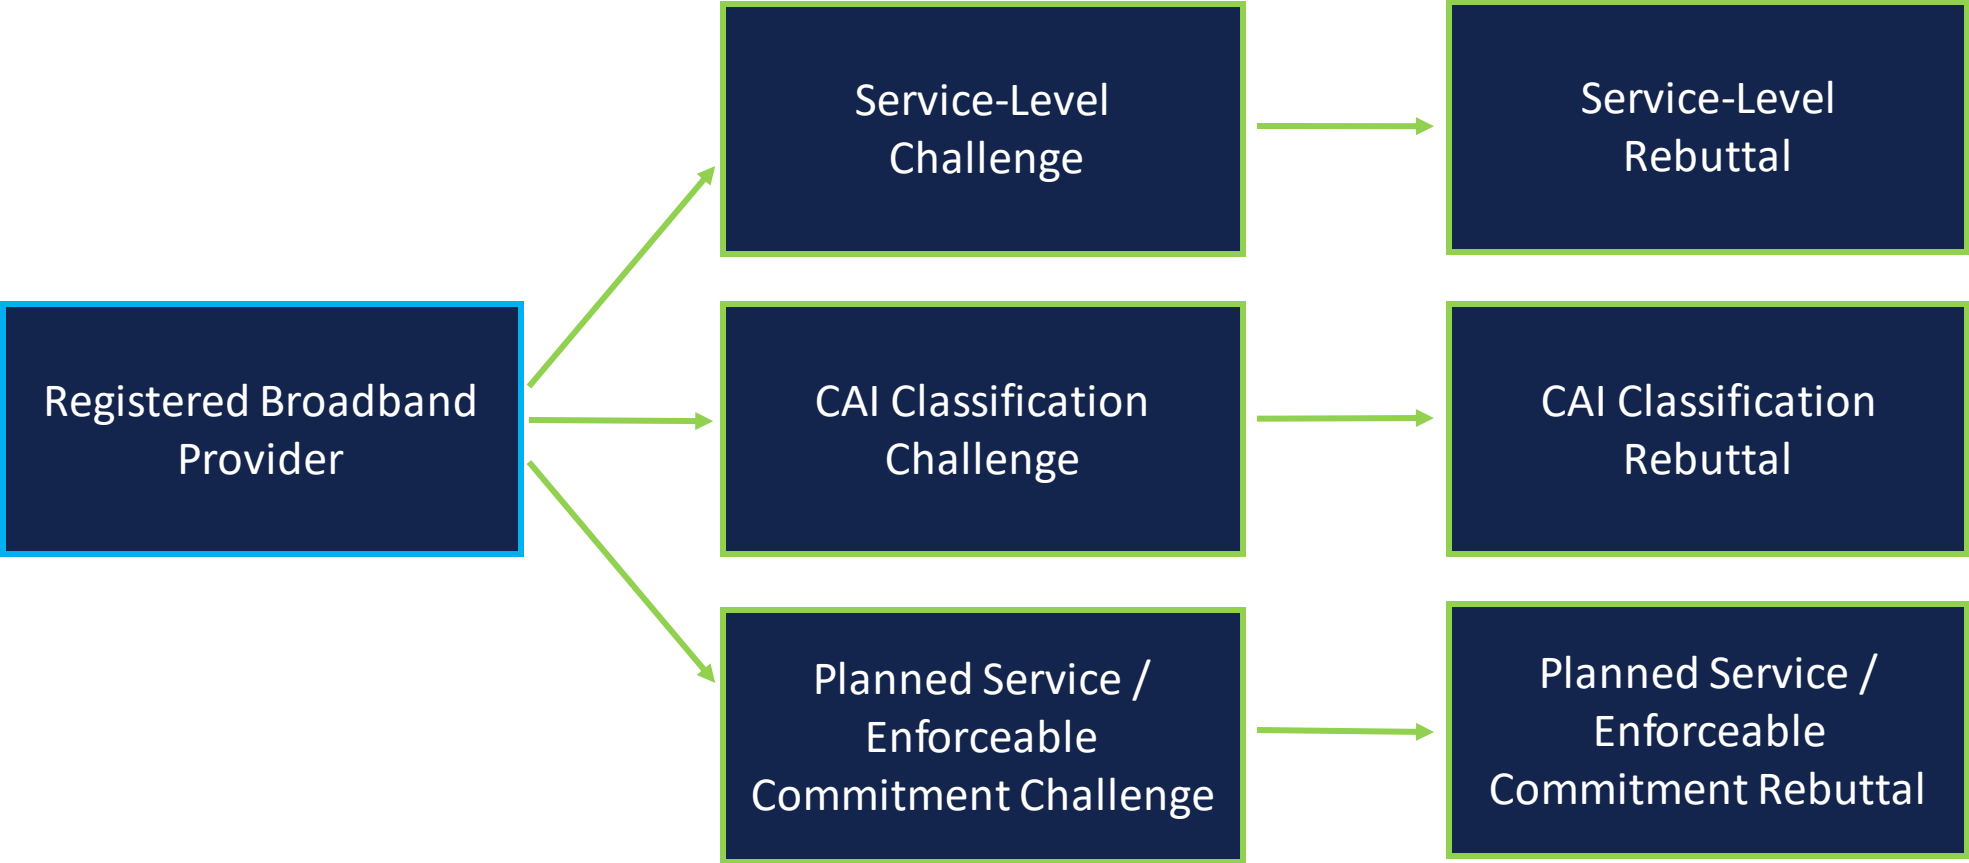 Service-Level
Challenge
Service-Level
Rebuttal
Registered Broadband
Provider
CAI Classification
Challenge
CAI Classification
Rebuttal
Planned Service /
Enforceable
Commitment Challenge
Planned Service /
Enforceable
Commitment Rebuttal